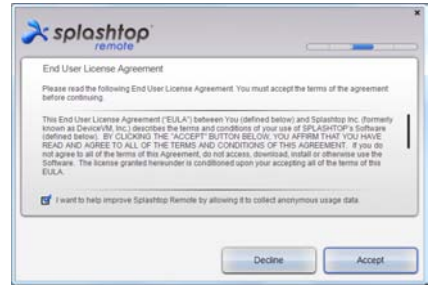 splashtop
remote
End User License Agreement
Please read the following End User License Agreement. You must accept the terms of the agreement
before continuing.
This End User License Agreement ("EULA") between You (defined below) and Splashtop Inc. (formerly
known as DeviceVM, Inc.) describes the terms and conditions of your use of SPLASHTOP's Software
(defined below). BY CLICKING THE "ACCEPT" BUTTON BELOW, YOU AFFIRM THAT YOU HAVE
READ AND AGREE TO ALL OF THE TERMS AND CONDITIONS OF THIS AGREEMENT. If you do
not agree to all of the terms of this Agreement, do not access, download, install or otherwise use the
Software. The license granted hereunder is conditioned upon your accepting all of the terms of this
EULA.
I want to help improve Splashtop Remote by allowing it to collect anonymous usage data.
Decline Accept